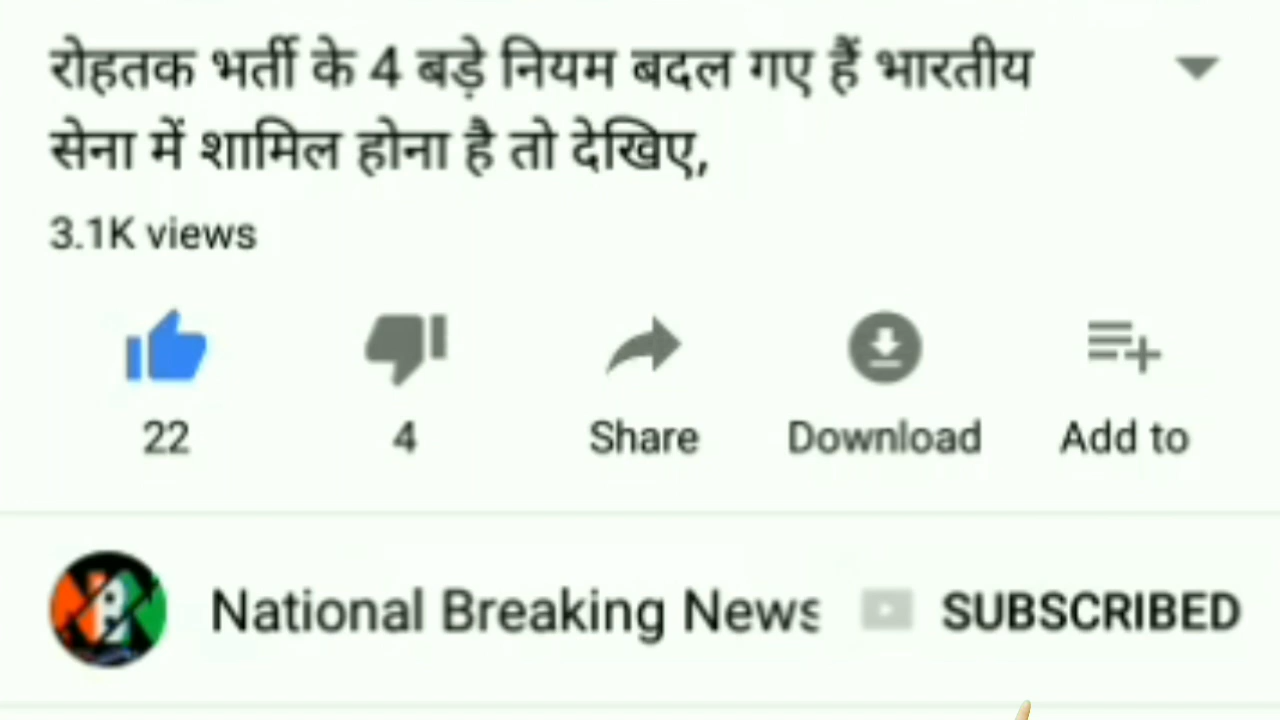 रोहतक भर्ती के 4 बड़े नियम बदल गए हैं भारतीय
सेना में शामिल होना है तो देखिए,
3.1K views
22 4 Share Download Add to
National Breaking News SUBSCRIBED